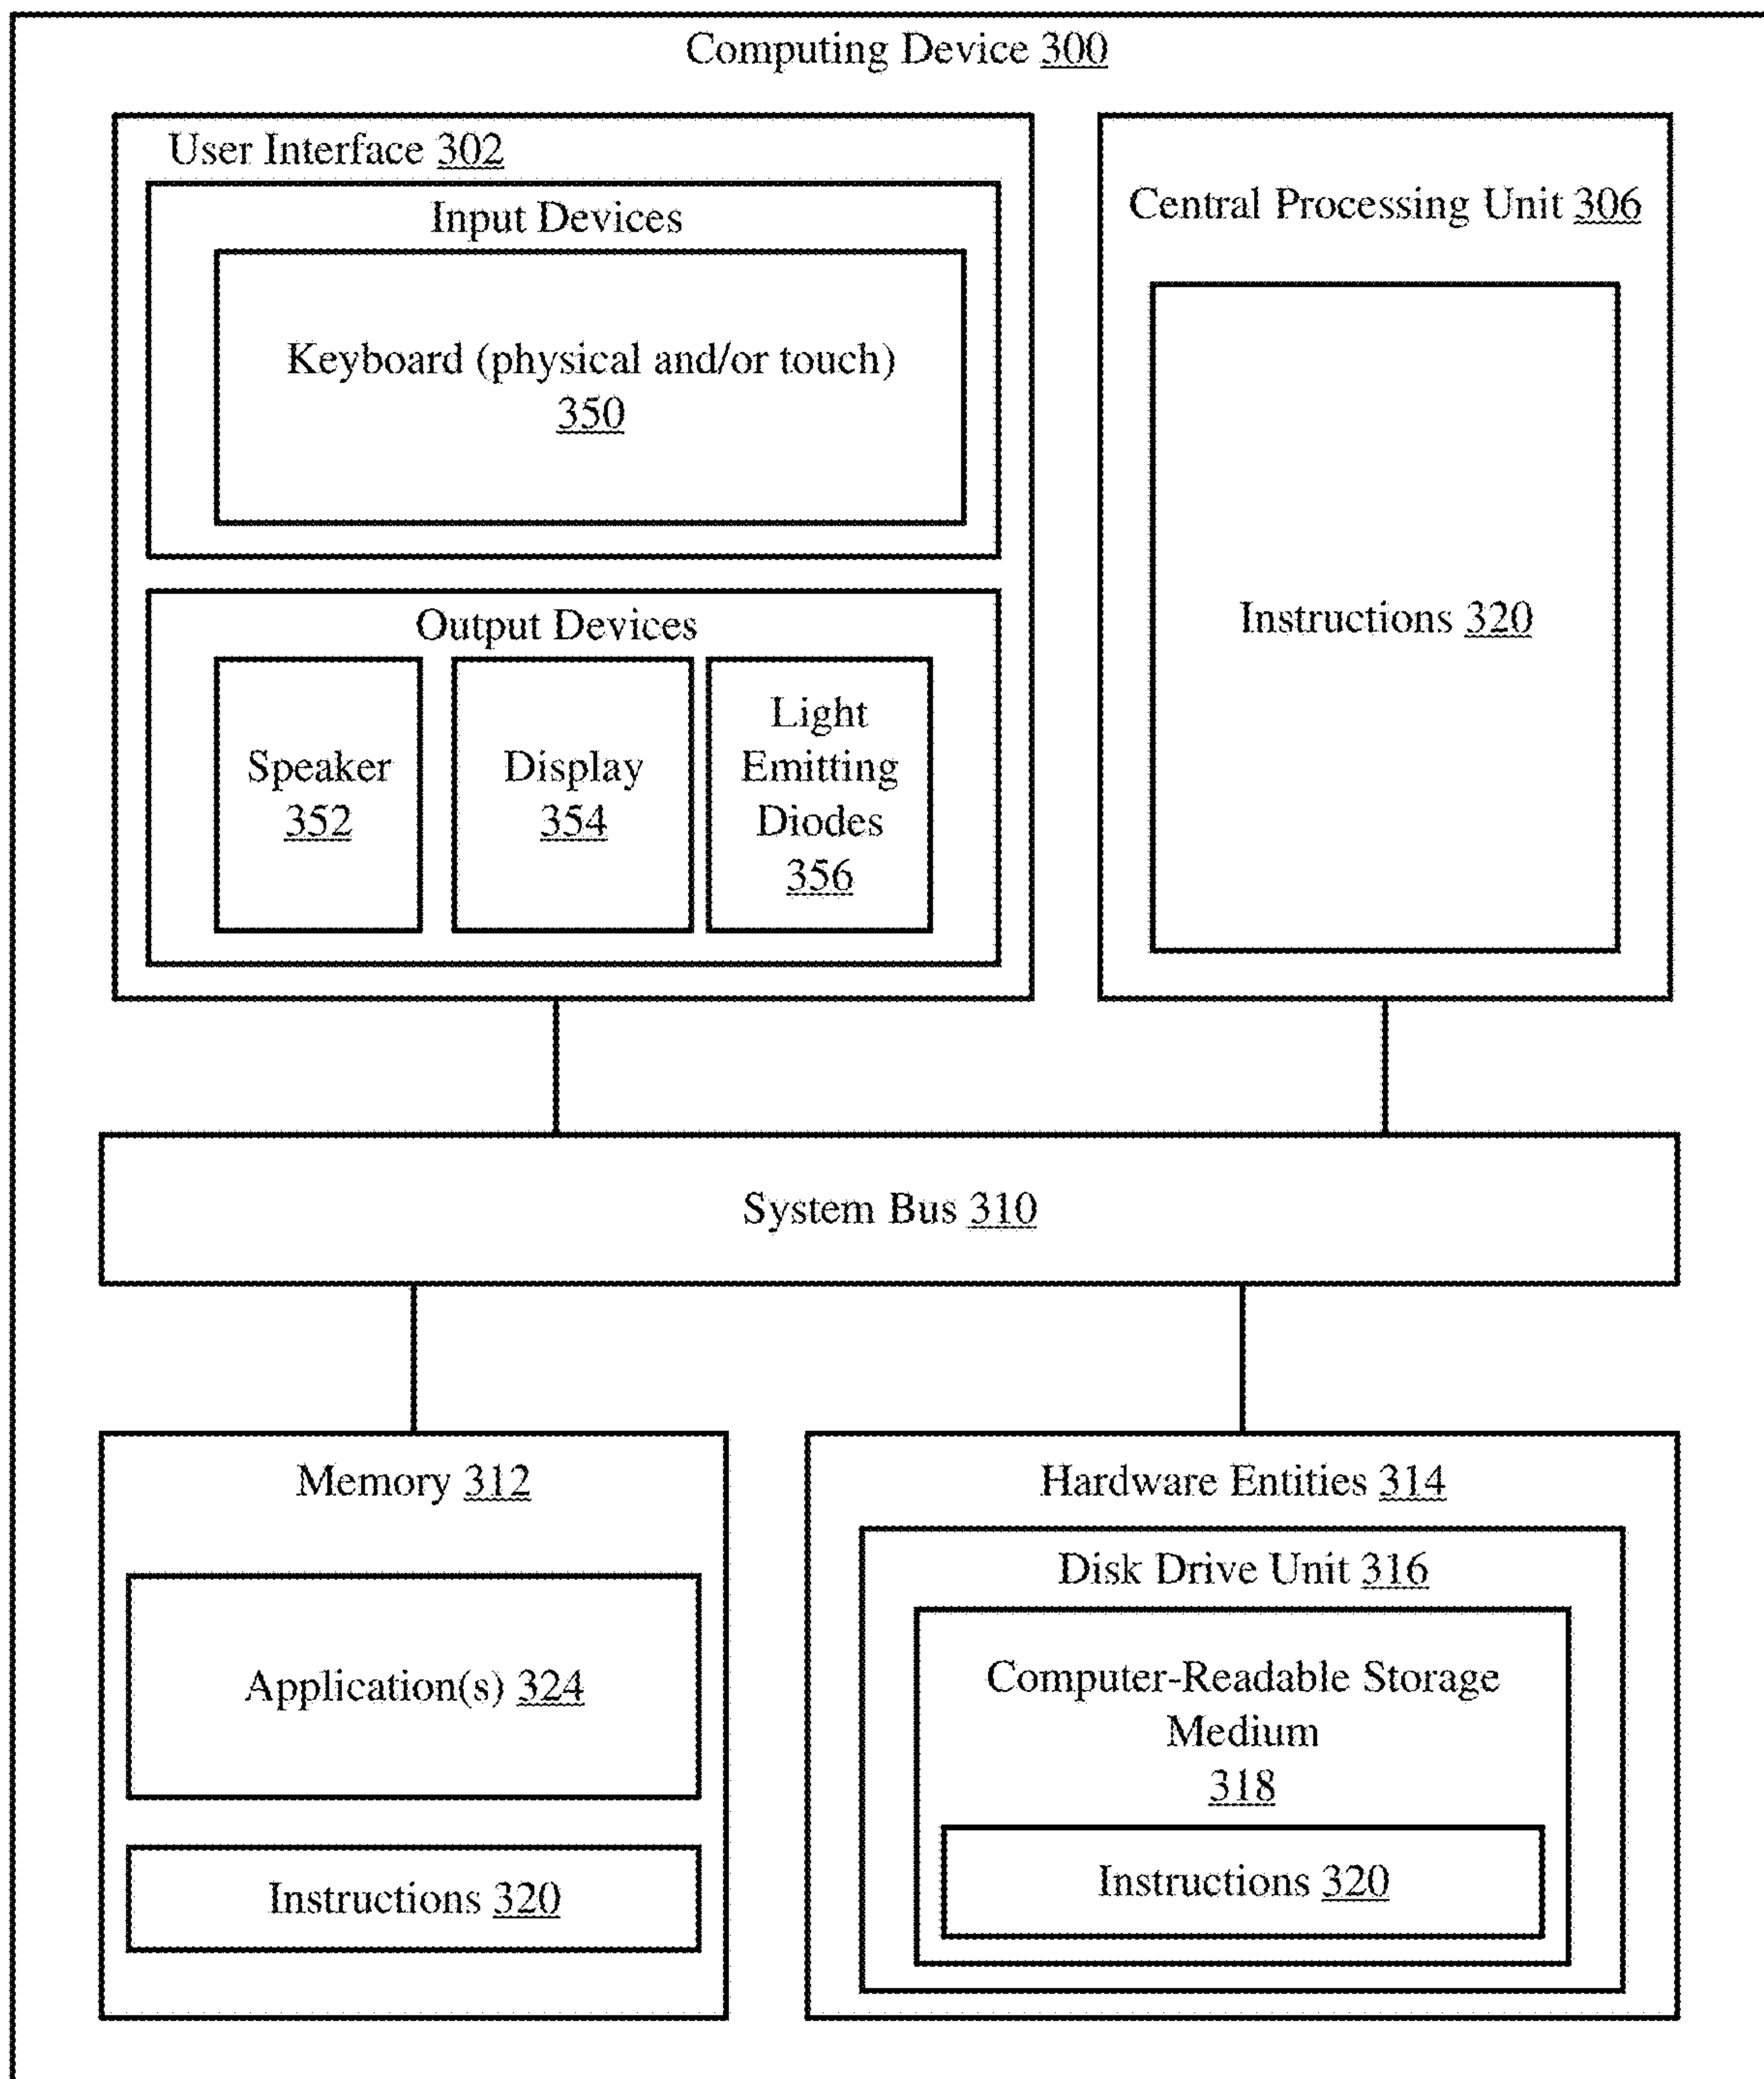 Computing Device 300
User Interface 302
Input Devices
Keyboard (physical and/or touch)
350
Output Devices
Speaker
352
Display
354
Light
Emitting
Diodes
356
Central Processing Unit 306
Instructions 320
System Bus 310
Memory 312
Application(s) 324
Instructions 320
Hardware Entities 314
Disk Drive Unit 316
Computer-Readable Storage
Medium
318
Instructions 320